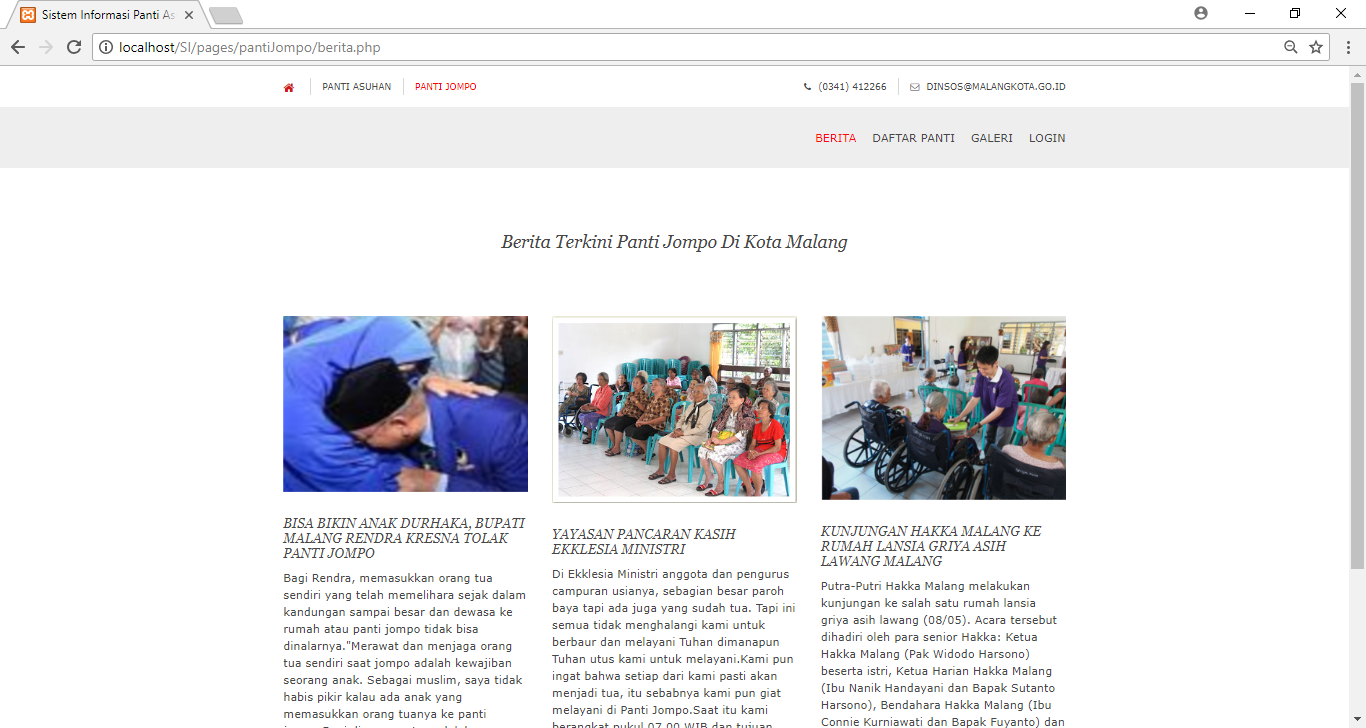 Sistem Informasi Panti As
localhost/SI/pages/pantiJompo/berita.php
PANTI ASUHAN
PANTI JOMPO
(0341) 412266
DINSOS@MALANGKOTA.GO.ID
BERITA
DAFTAR PANTI
GALERI
LOGIN
Berita Terkini Panti Jompo Di Kota Malang
BISA BIKIN ANAK DURHAKA, BUPATI
MALANG RENDRA KRESNA TOLAK
PANTI JOMPO
Bagi Rendra, memasukkan orang tua
sendiri yang telah memelihara sejak dalam
kandungan sampai besar dan dewasa ke
rumah atau panti jompo tidak bisa
dinalarnya."Merawat dan menjaga orang
tua sendiri saat jompo adalah kewajiban
seorang anak. Sebagai muslim, saya tidak
habis pikir kalau ada anak yang
memasukkan orang tuanya ke panti
YAYASAN PANCARAN KASIH
EKKLESIA MINISTRI
Di Ekklesia Ministri anggota dan pengurus
campuran usianya, sebagian besar paroh
baya tapi ada juga yang sudah tua. Tapi ini
semua tidak menghalangi kami untuk
berbaur dan melayani Tuhan dimanapun
Tuhan utus kami untuk melayani.Kami pun
ingat bahwa setiap dari kami pasti akan
menjadi tua, itu sebabnya kami pun giat
melayani di Panti Jompo.Saat itu kami
berangkat pukul 07.00 WIB dan tujuan
KUNJUNGAN HAKKA MALANG KE
RUMAH LANSIA GRIYA ASIH
LAWANG MALANG
Putra-Putri Hakka Malang melakukan
kunjungan ke salah satu rumah lansia
griya asih lawang (08/05). Acara tersebut
dihadiri oleh para senior Hakka: Ketua
Hakka Malang (Pak Widodo Harsono)
beserta istri, Ketua Harian Hakka Malang
(Ibu Nanik Handayani dan Bapak Sutanto
Harsono), Bendahara Hakka Malang (Ibu
Connie Kurniawati dan Bapak Fuyanto) dan